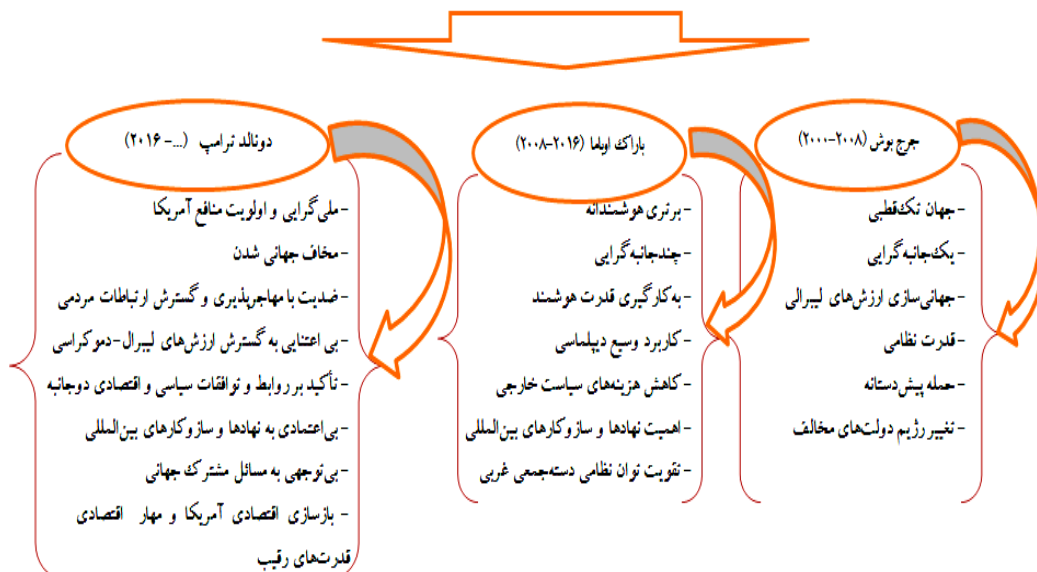 جرج بوش (۲۰۰۸-۲۰۰۰)
- جهان تک‌قطبی
- یک‌جانبه‌گرایی
- جهانی‌سازی ارزش‌های لیبرالی
- قدرت نظامی
- حمله پیش‌دستانه
- تغییر رژیم دولت‌های مخالف
باراک اوباما (۲۰۱۶-۲۰۰۸)
- برتری هوشمندانه
- چندجانبه‌گرایی
- به‌کارگیری قدرت هوشمند
- کاربرد وسیع دیپلماسی
- کاهش هزینه‌های سیاست خارجی
- اهمیت نهادها و سازوکارهای بین‌المللی
- تقویت توان نظامی دسته‌جمعی غربی
دونالد ترامپ (...- ۲۰۱۶)
- ملی‌گرایی و اولویت منافع آمریکا
- مخاف جهانی شدن
- ضدیت با مهاجرپذیری و گسترش ارتباطات مردمی
- بی اعتنایی به گسترش ارزش‌های لیبرال-دموکراسی
- تأکید بر روابط و توافقات سیاسی و اقتصادی دوجانبه
- بی‌اعتمادی به نهادها و سازوکارهای بین‌المللی
- بی‌توجهی به مسائل مشترک جهانی
- بازسازی اقتصادی آمریکا و مهار اقتصادی
قدرت‌های رقیب